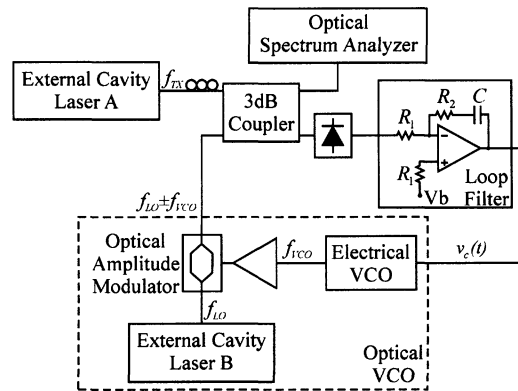 Optical
Spectrum Analyzer
External Cavity
Laser A
f_TX
3dB
Coupler
R_1
R_2
C
−
+
R_1
Vb
Loop
Filter
f_LO±f_VCO
Optical
Amplitude
Modulator
f_VCO
Electrical
VCO
v_c(t)
f_LO
External Cavity
Laser B
Optical
VCO